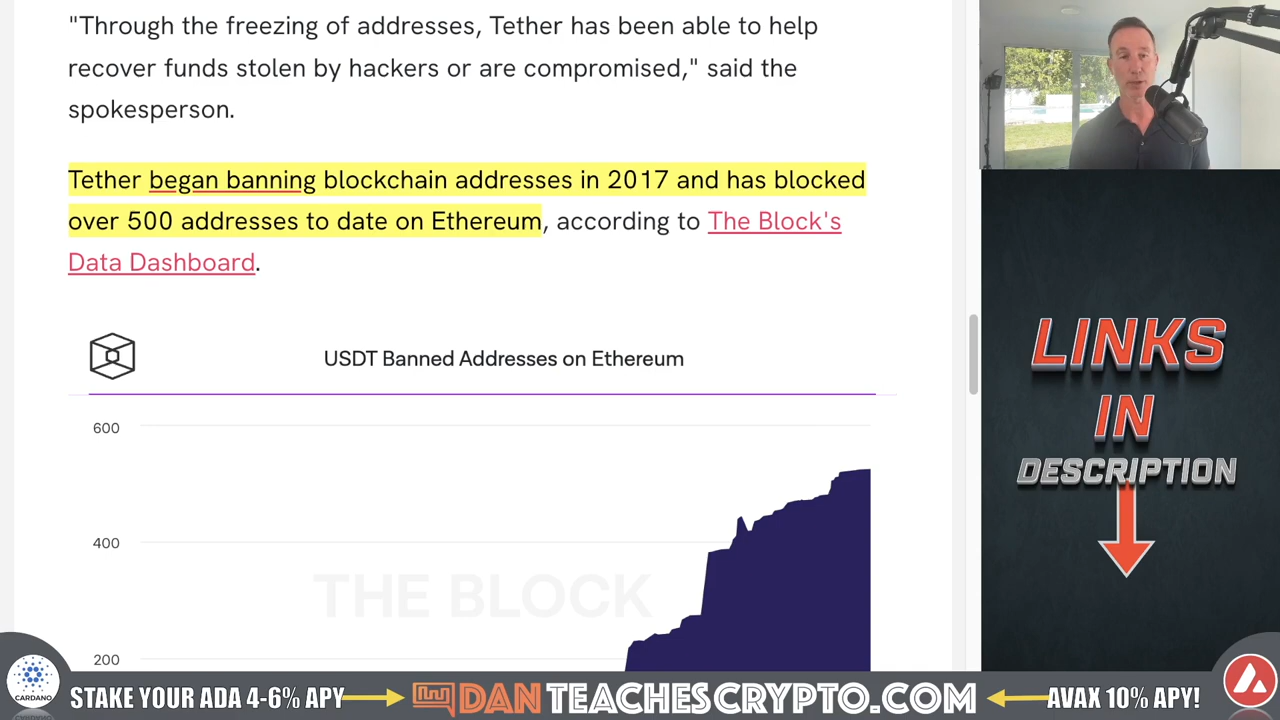 "Through the freezing of addresses, Tether has been able to help
recover funds stolen by hackers or are compromised," said the
spokesperson.
Tether began banning blockchain addresses in 2017 and has blocked
over 500 addresses to date on Ethereum, according to The Block's
Data Dashboard.
USDT Banned Addresses on Ethereum
600
400
200
THE BLOCK
LINKS
IN
DESCRIPTION
CARDANO
STAKE YOUR ADA 4-6% APY
DANTEACHESCRYPTO.COM
AVAX 10% APY!